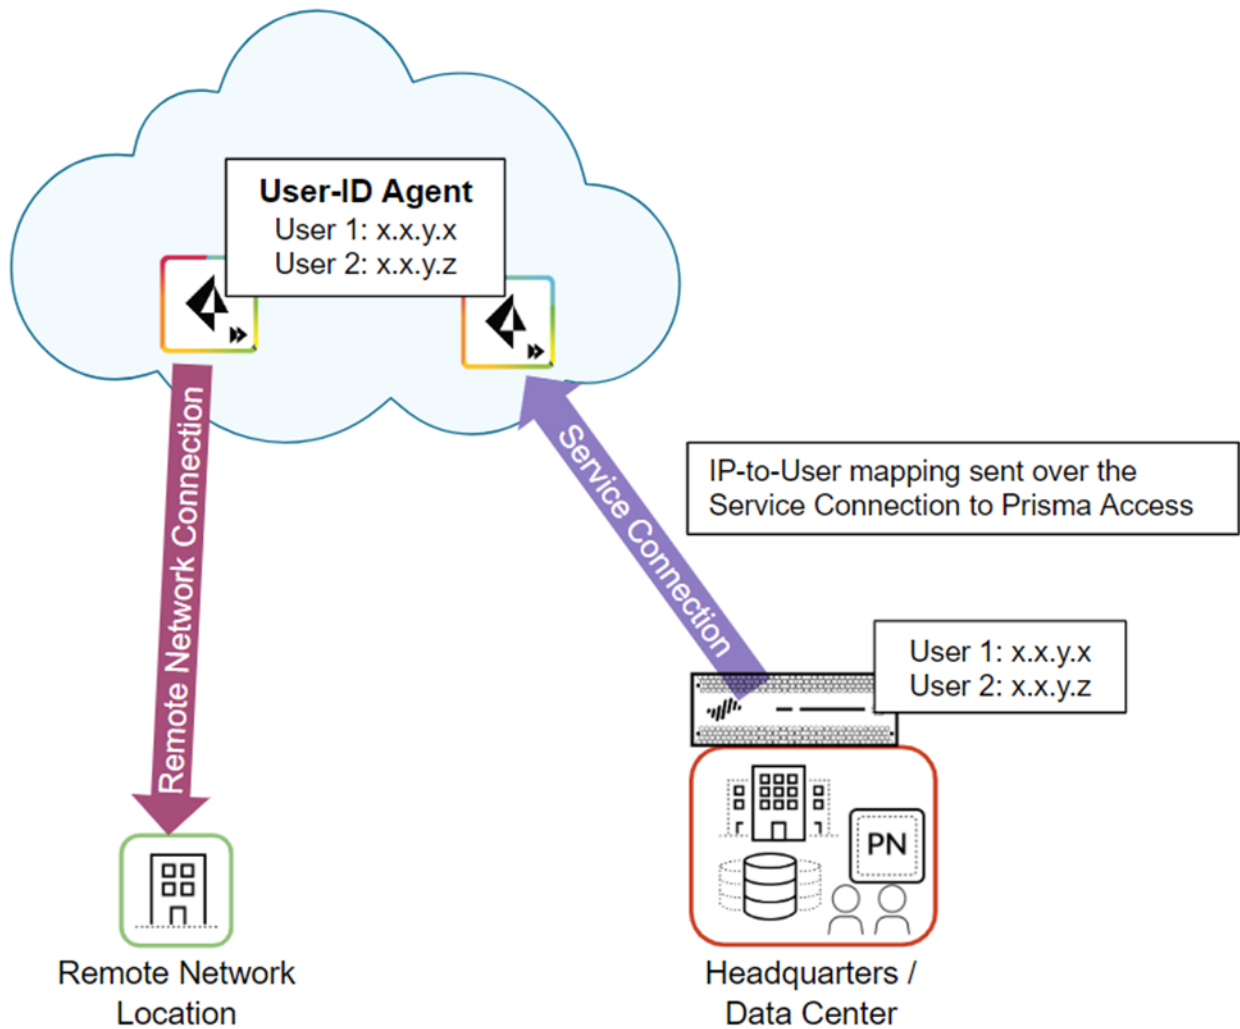 User-ID Agent
User 1: x.x.y.x
User 2: x.x.y.z
Remote Network Connection
Service Connection
IP-to-User mapping sent over the
Service Connection to Prisma Access
User 1: x.x.y.x
User 2: x.x.y.z
PN
Remote Network
Location
Headquarters /
Data Center